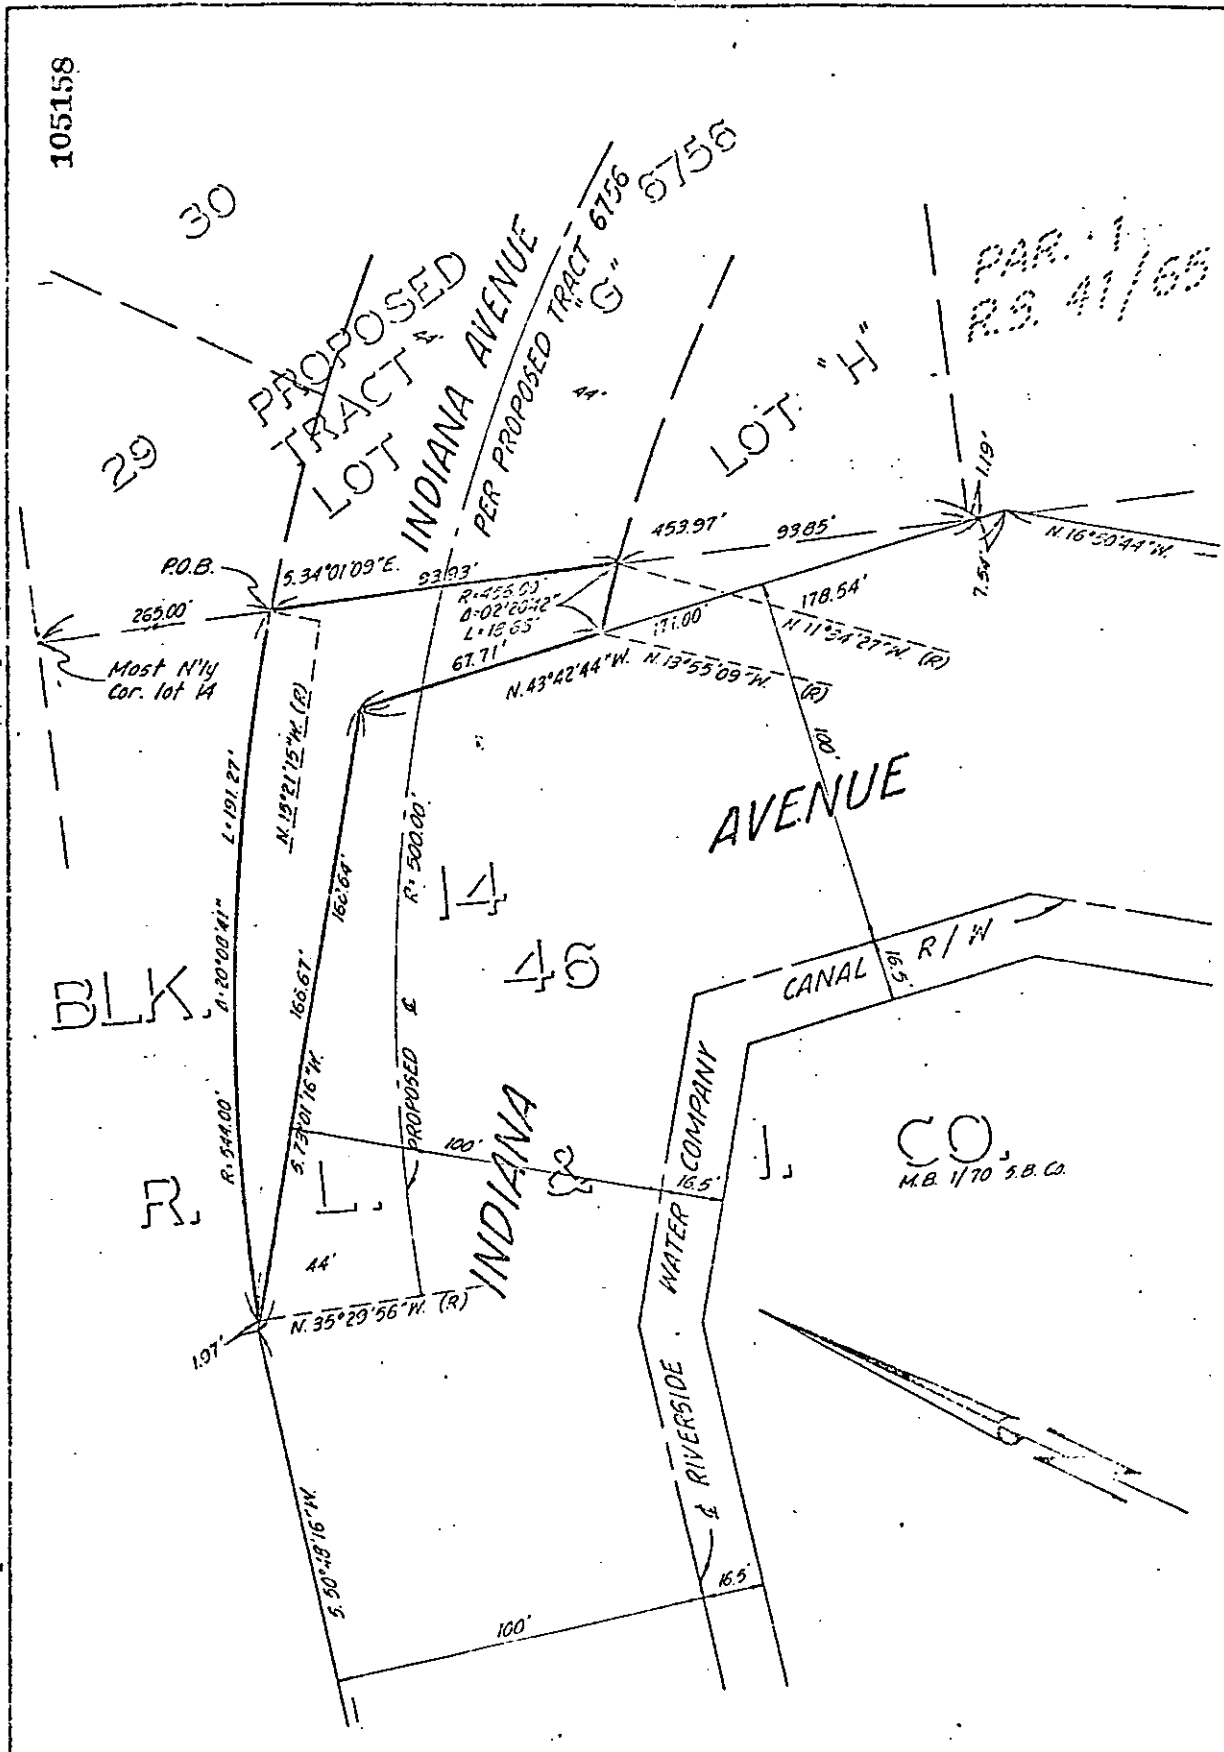 105158
30
6756
PROPOSED
TRACT
LOT
"G"
44'
44'
INDIANA AVENUE
PER PROPOSED TRACT 6756
PAR. 1
R.S. 41/65
29
LOT "H"
1.19'
7.54'
N.16°50'44"W.
453.97'
93.85'
P.O.B.
S.34°01'09"E.
93.93'
265.00'
Most N'ly
Cor. lot 14
Δ=02°20'42"
L=18.65'
171.00'
178.54'
N 11°34'27"W. (R)
67.71'
N.43°42'44"W.
N.13°55'09"W.
(R)
N.15°21'15"W. (R)
L=191.27'
100'
AVENUE
160.64'
R=500.00'
14
46
BLK.
Δ=20°08'41"
166.67'
CANAL R/W
16.5'
PROPOSED ℄
R=544.00'
S.73°01'16"W.
100'
INDIANA
16.5'
R. L. & I. CO.
M.B. 1/70 S.B. Co.
44'
N.35°29'56"W. (R)
1.97'
℄ RIVERSIDE WATER COMPANY
S.50°48'16"W.
16.5'
100'